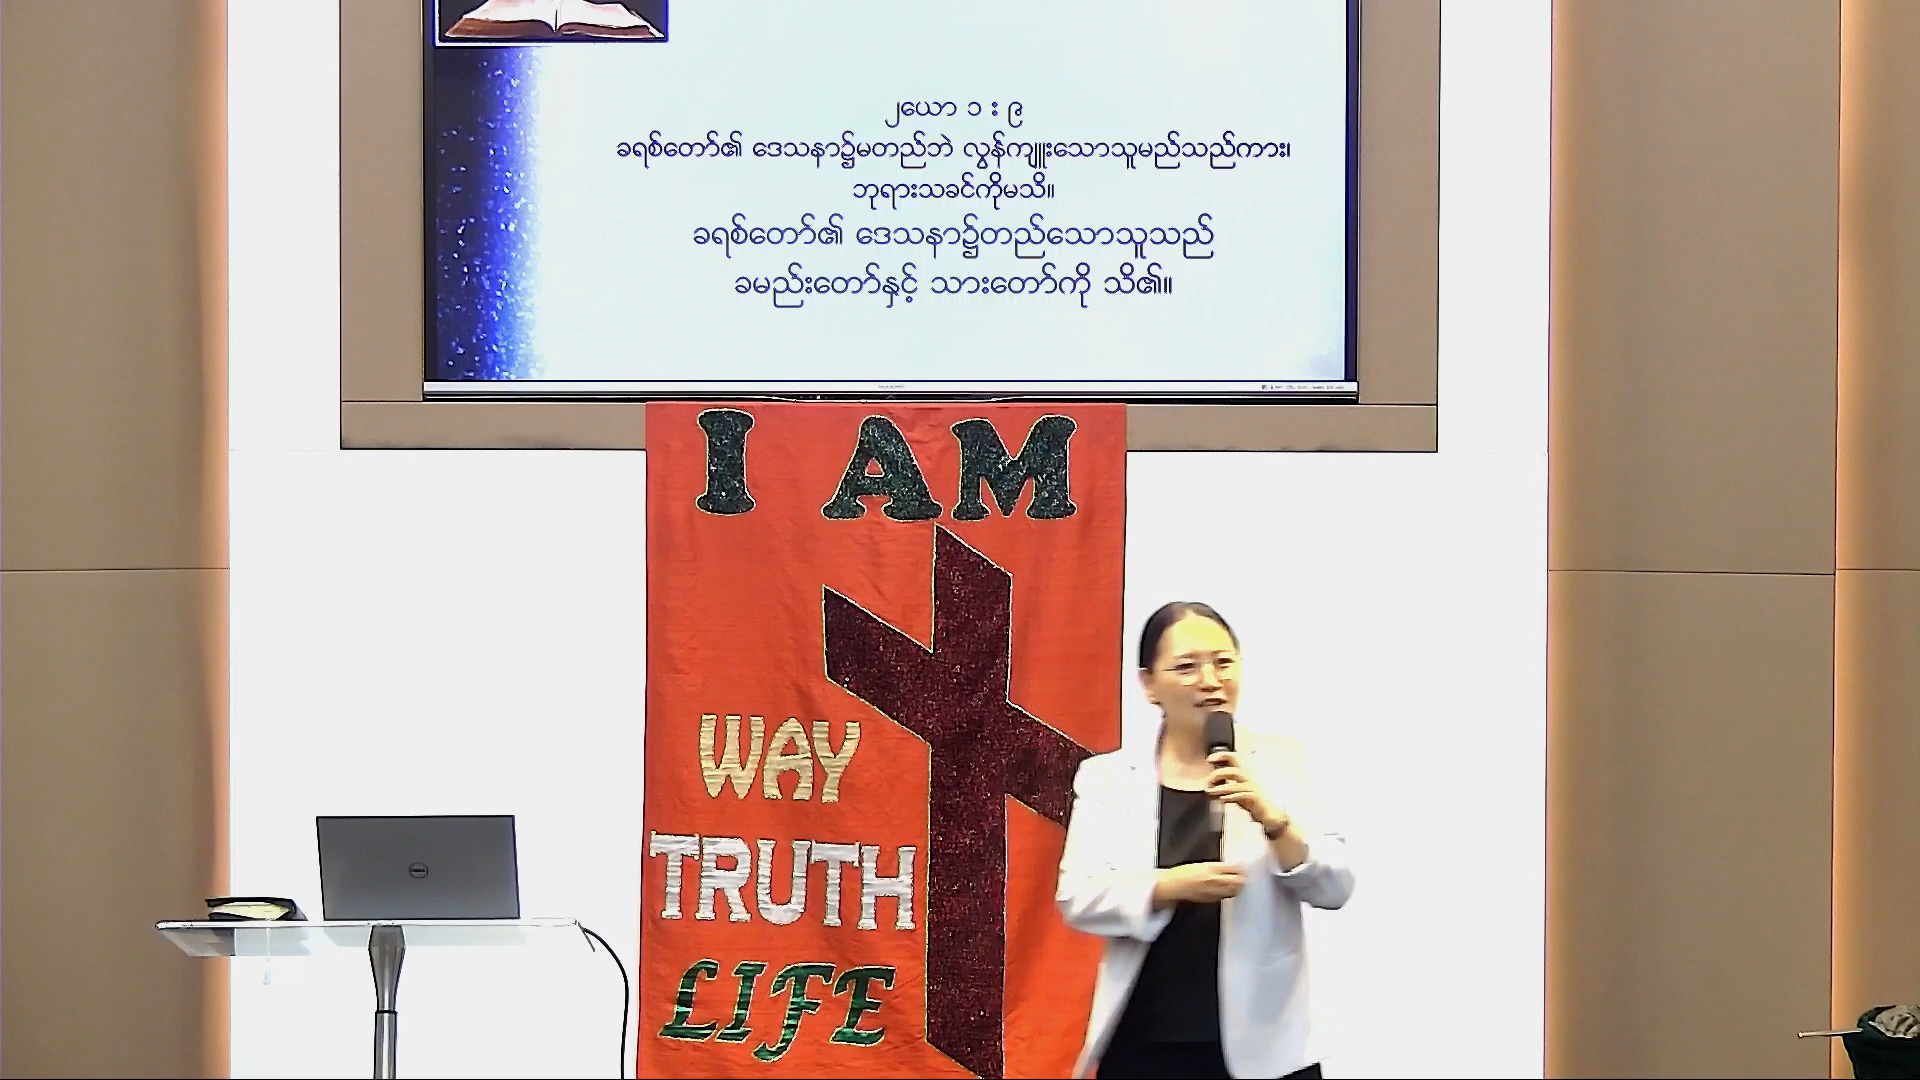 ၂ယော ၁ : ၉
ခရစ်တော်၏ ဒေသနာ၌မတည်ဘဲ လွန်ကျူးသောသူမည်သည်ကား၊
ဘုရားသခင်ကိုမသိ။
ခရစ်တော်၏ ဒေသနာ၌တည်သောသူသည်
ခမည်းတော်နှင့် သားတော်ကို သိ၏။
I AM
WAY
TRUTH
LIFE
DELL